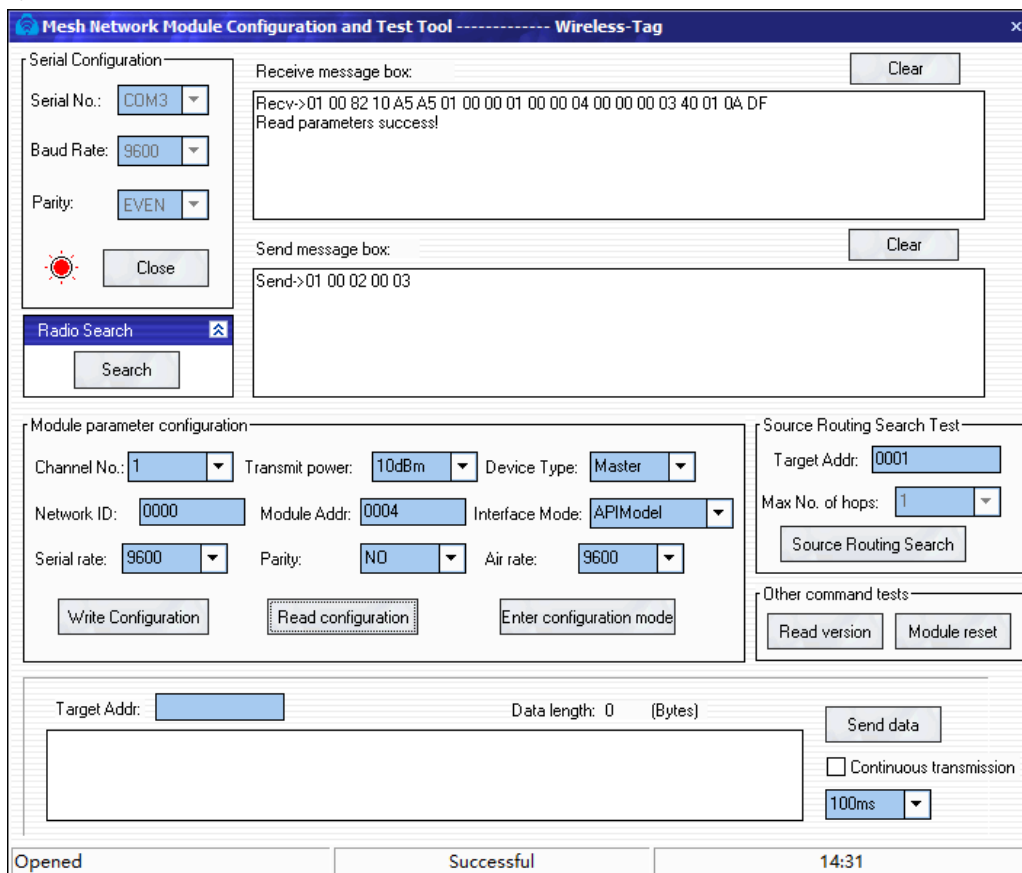 Mesh Network Module Configuration and Test Tool ------------- Wireless-Tag ×
Serial Configuration
Serial No.: COM3
Baud Rate: 9600
Parity: EVEN
Close
Radio Search
Search
Receive message box: Clear
Recv->01 00 82 10 A5 A5 01 00 00 01 00 00 04 00 00 00 03 40 01 0A DF
Read parameters success!
Send message box: Clear
Send->01 00 02 00 03
Module parameter configuration
Channel No.: 1 Transmit power: 10dBm Device Type: Master
Network ID: 0000 Module Addr: 0004 Interface Mode: APIModel
Serial rate: 9600 Parity: NO Air rate: 9600
Write Configuration Read configuration Enter configuration mode
Source Routing Search Test
Target Addr: 0001
Max No. of hops: 1
Source Routing Search
Other command tests
Read version Module reset
Target Addr: Data length: 0 (Bytes)
Send data
Continuous transmission
100ms
Opened Successful 14:31